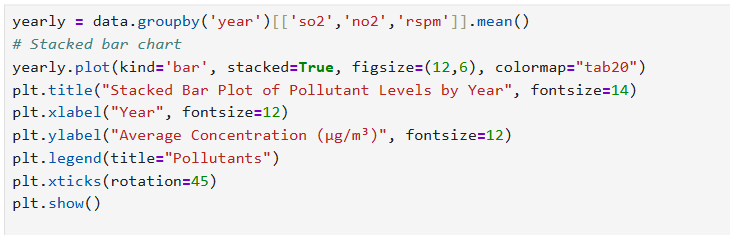 yearly = data.groupby('year')[['so2','no2','rspm']].mean()
# Stacked bar chart
yearly.plot(kind='bar', stacked=True, figsize=(12,6), colormap="tab20")
plt.title("Stacked Bar Plot of Pollutant Levels by Year", fontsize=14)
plt.xlabel("Year", fontsize=12)
plt.ylabel("Average Concentration (µg/m³)", fontsize=12)
plt.legend(title="Pollutants")
plt.xticks(rotation=45)
plt.show()